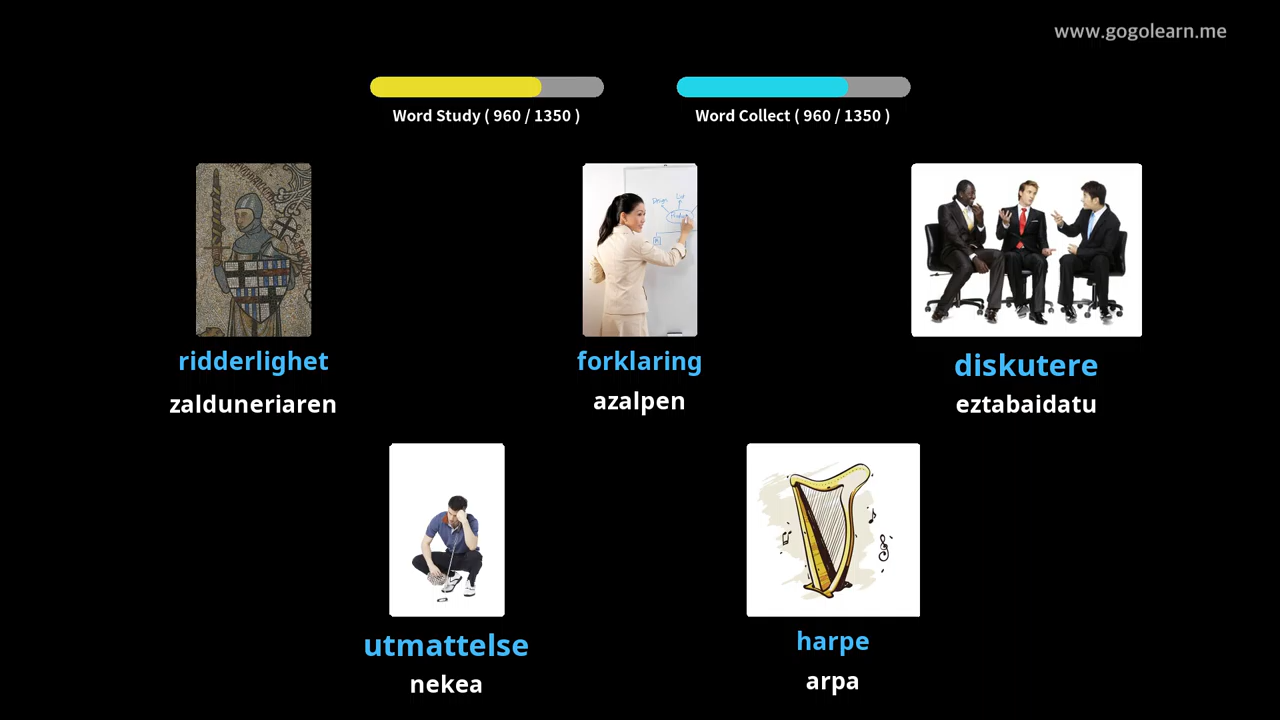 www.gogolearn.me
Word Study ( 960 / 1350 )
Word Collect ( 960 / 1350 )
ridderlighet
zalduneriaren
forklaring
azalpen
diskutere
eztabaidatu
utmattelse
nekea
harpe
arpa